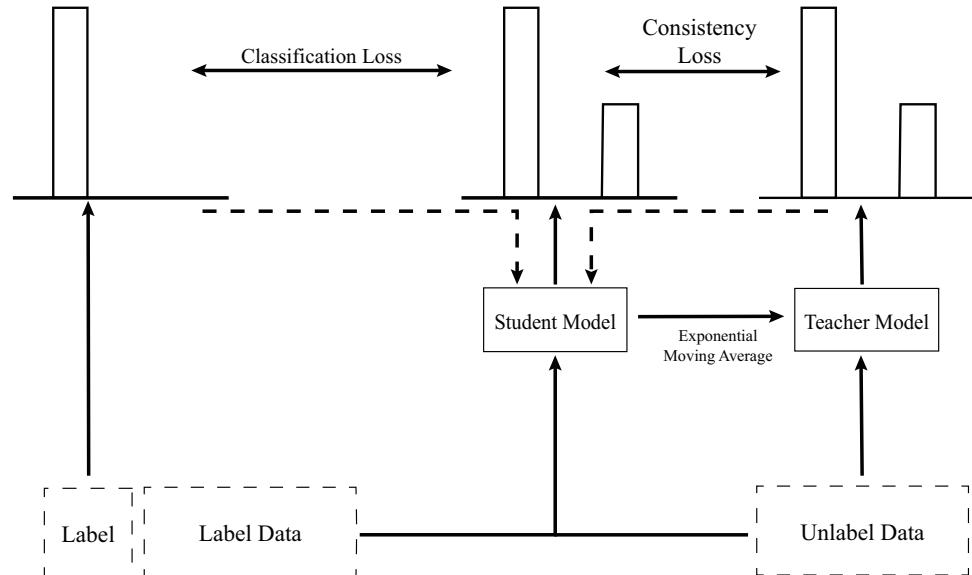 Classification Loss
Consistency
Loss
Student Model
Exponential
Moving Average
Teacher Model
Label
Label Data
Unlabel Data